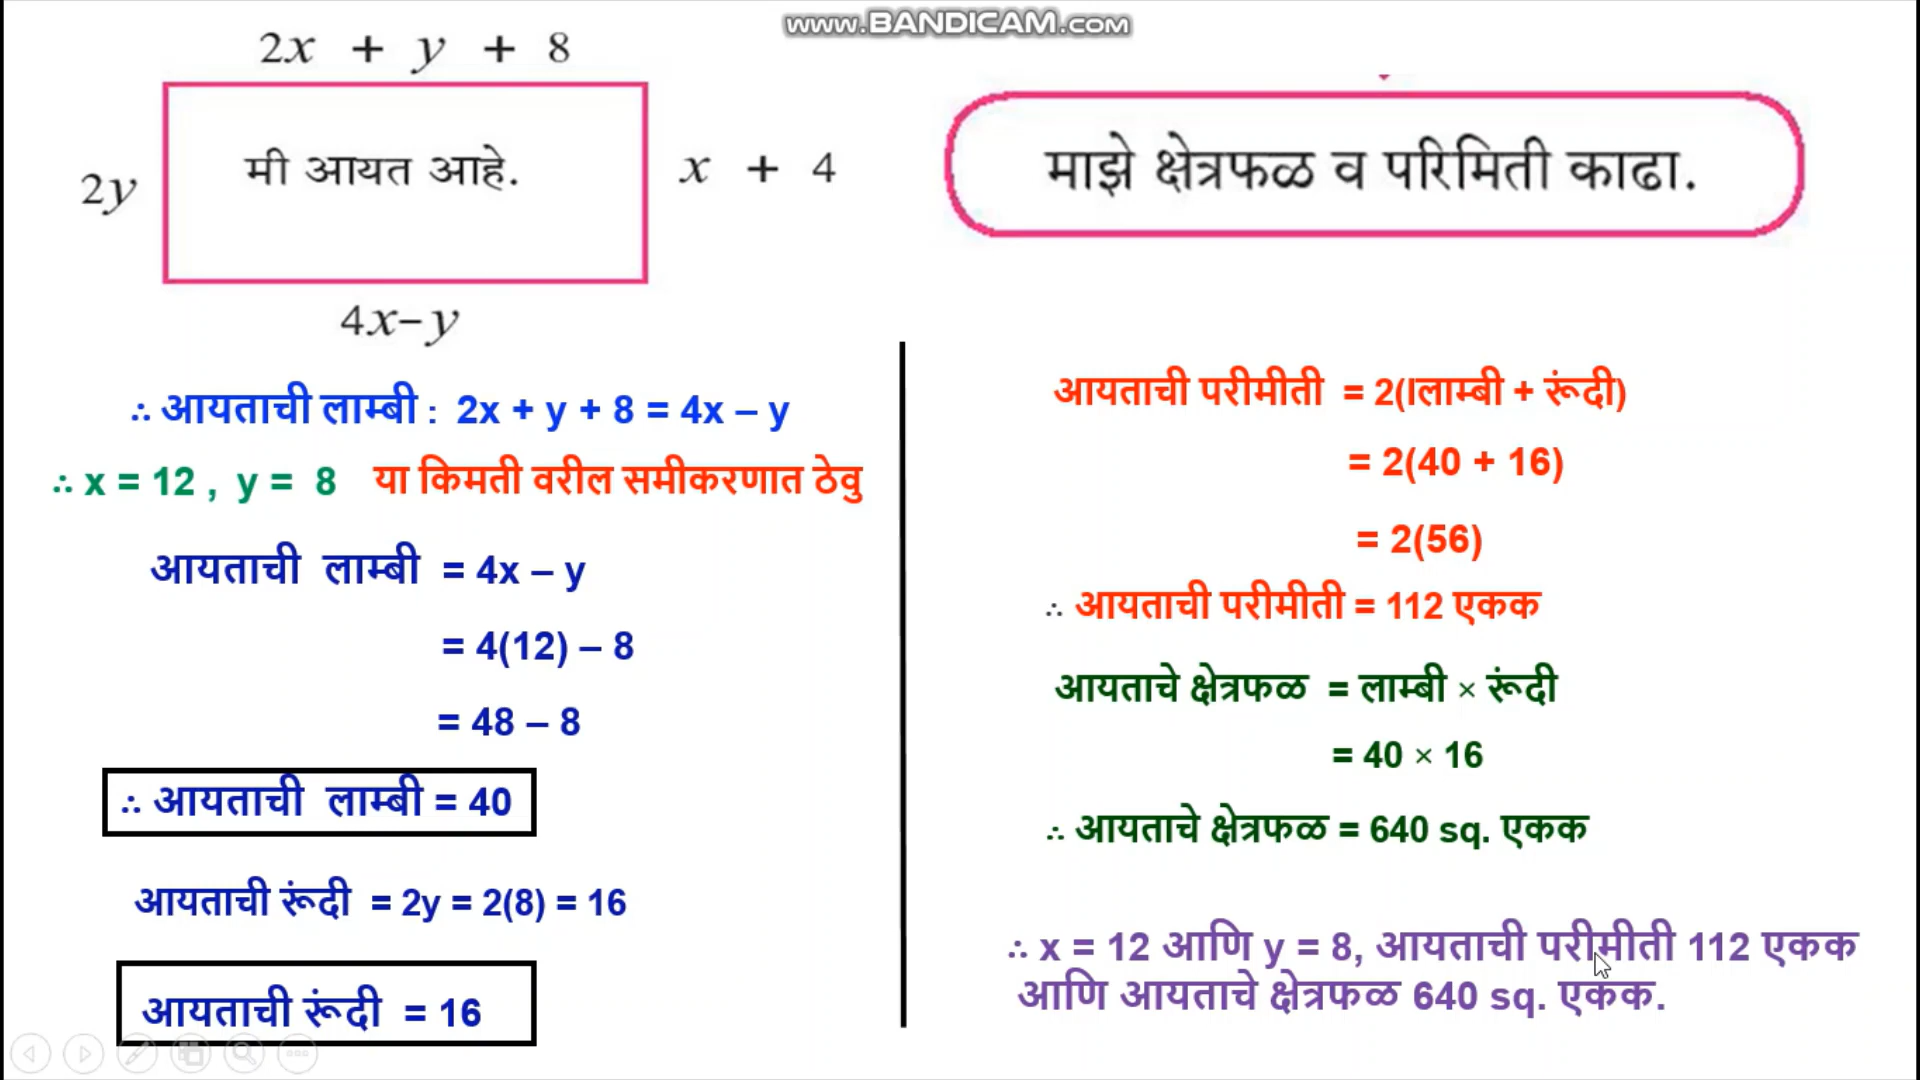 www.BANDICAM.com
2x + y + 8
2y
मी आयत आहे.
x + 4
4x–y
माझे क्षेत्रफळ व परिमिती काढा.
∴ आयताची लाम्बी : 2x + y + 8 = 4x – y
∴ x = 12 , y = 8 या किमती वरील समीकरणात ठेवु
आयताची लाम्बी = 4x – y
= 4(12) – 8
= 48 – 8
∴ आयताची लाम्बी = 40
आयताची रूंदी = 2y = 2(8) = 16
आयताची रूंदी = 16
आयताची परीमीती = 2(lलाम्बी + रूंदी)
= 2(40 + 16)
= 2(56)
∴ आयताची परीमीती = 112 एकक
आयताचे क्षेत्रफळ = लाम्बी × रूंदी
= 40 × 16
∴ आयताचे क्षेत्रफळ = 640 sq. एकक
∴ x = 12 आणि y = 8, आयताची परीमीती 112 एकक
आणि आयताचे क्षेत्रफळ 640 sq. एकक.